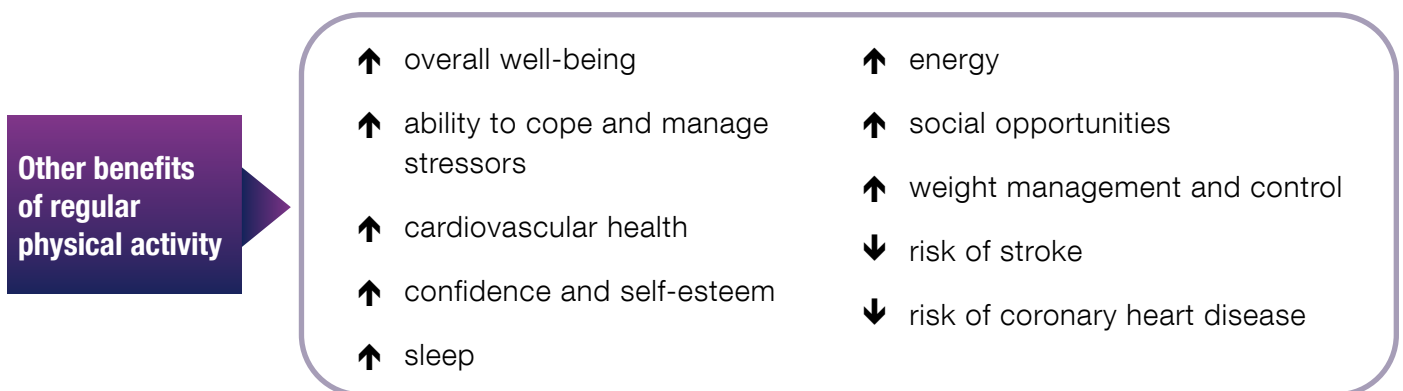 Other benefits
of regular
physical activity
↑ overall well-being
↑ ability to cope and manage
stressors
↑ cardiovascular health
↑ confidence and self-esteem
↑ sleep
↑ energy
↑ social opportunities
↑ weight management and control
↓ risk of stroke
↓ risk of coronary heart disease